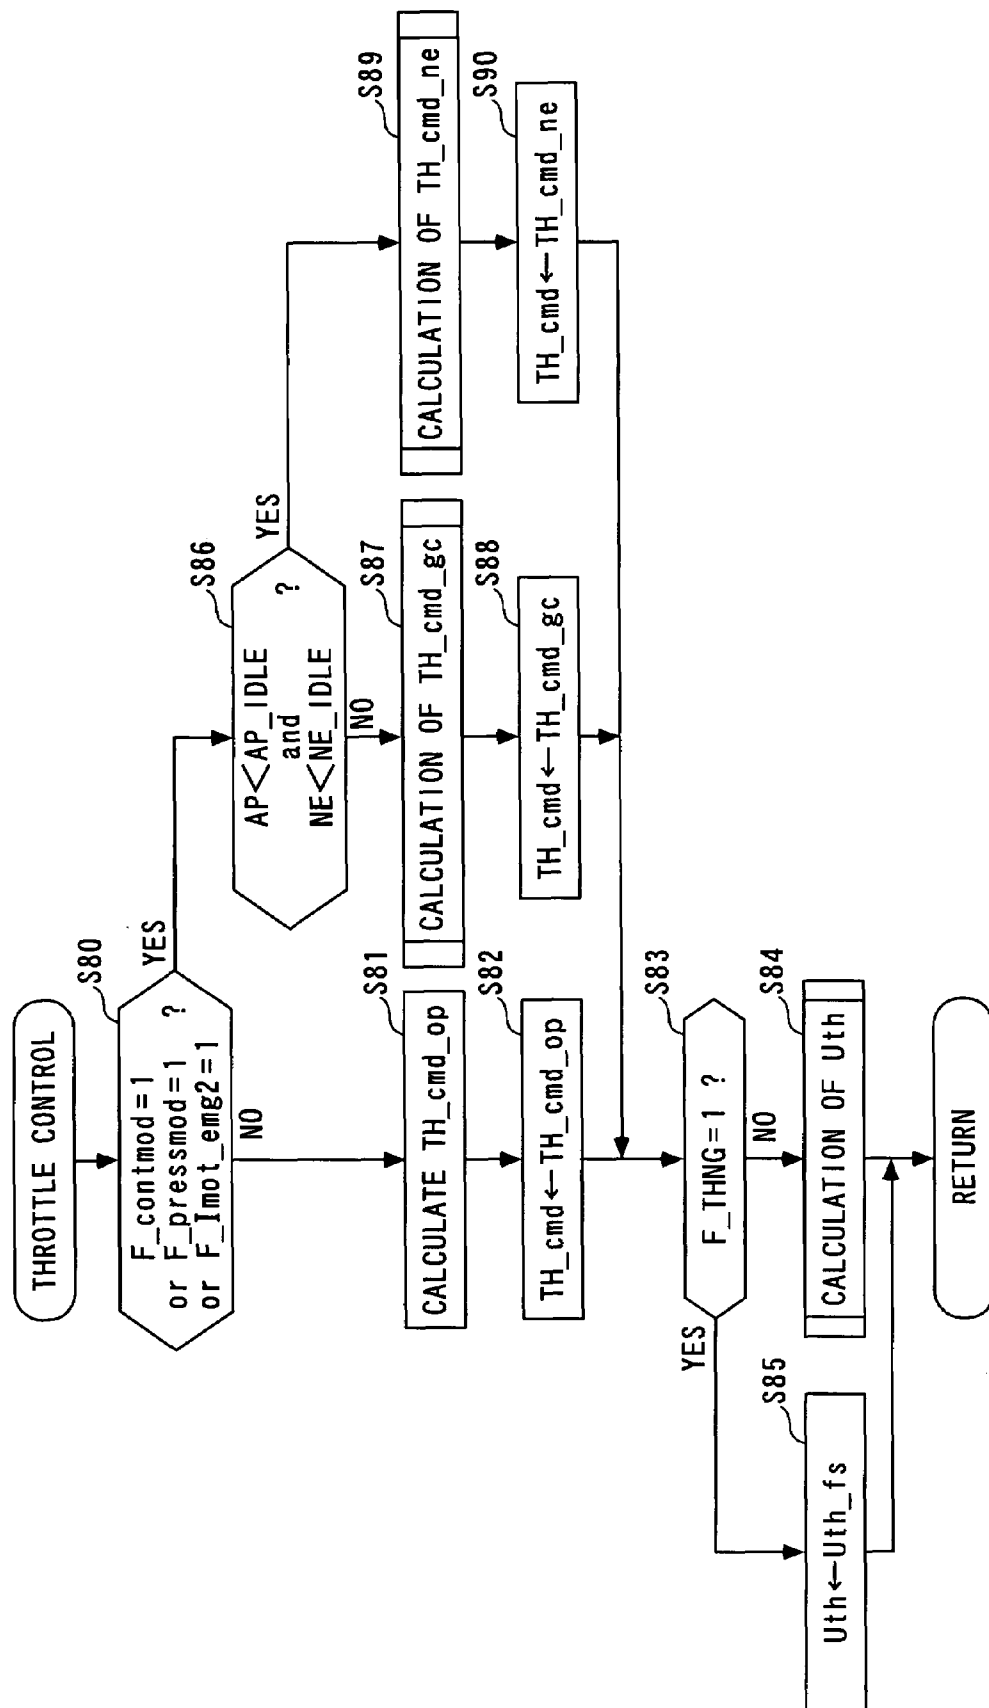 THROTTLE CONTROL
S80
F_contmod=1
or F_pressmod=1 ?
or F_Imot_emg2=1
YES
NO
S86
AP<AP_IDLE
and ?
NE<NE_IDLE
YES
NO
S81
CALCULATE TH_cmd_op
S87
CALCULATION OF TH_cmd_gc
S89
CALCULATION OF TH_cmd_ne
S82
TH_cmd←TH_cmd_op
S88
TH_cmd←TH_cmd_gc
S90
TH_cmd←TH_cmd_ne
S83
F_THNG=1 ?
YES
NO
S85
Uth←Uth_fs
S84
CALCULATION OF Uth
RETURN